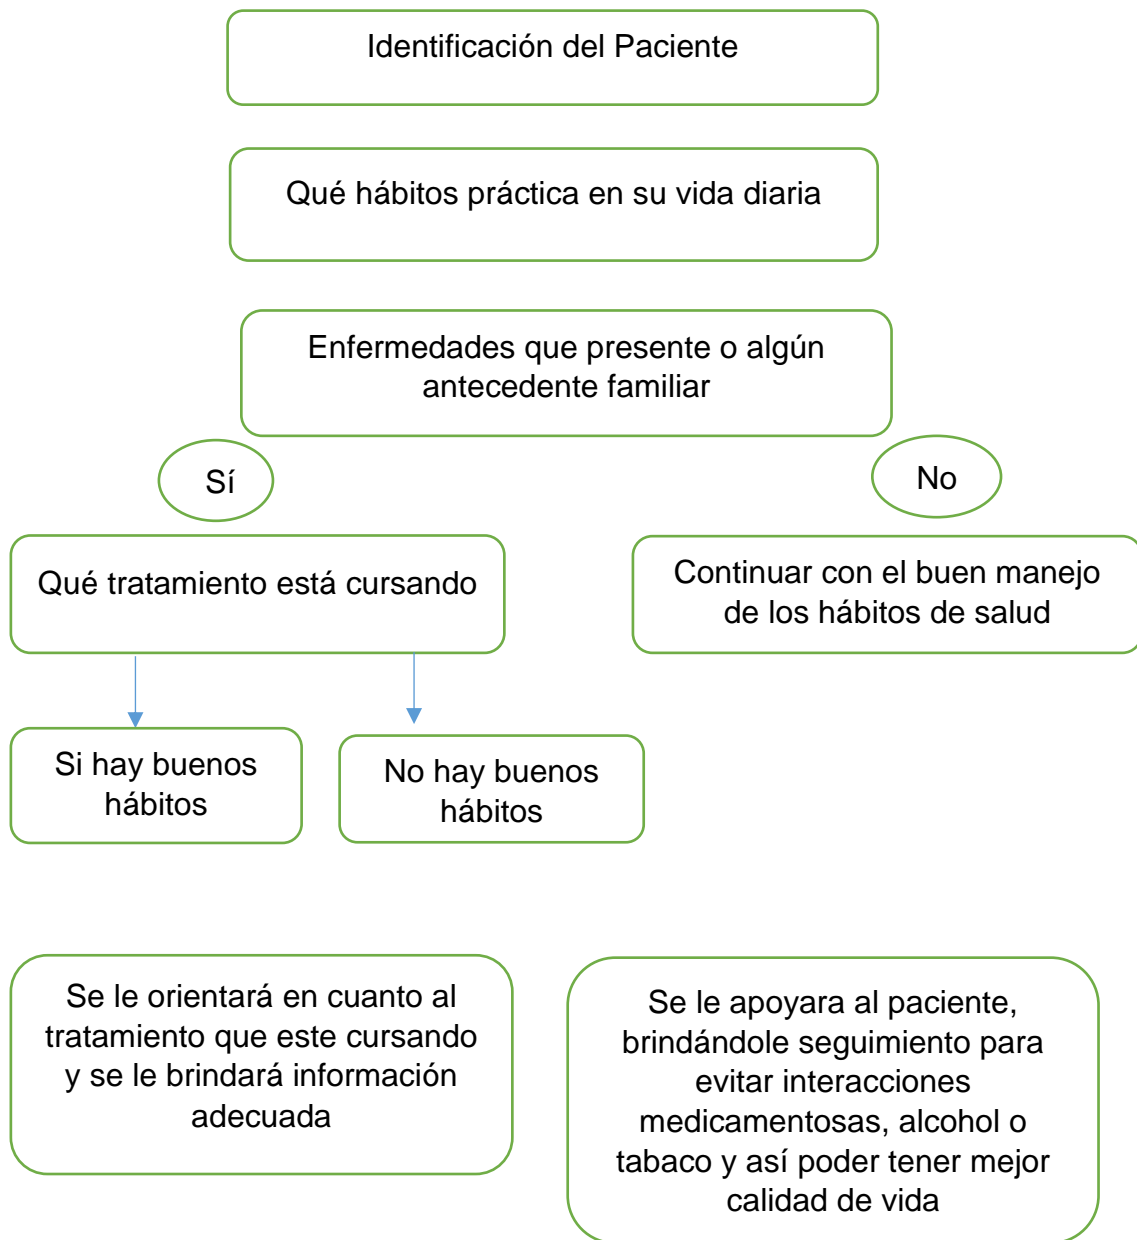 Identificación del Paciente
Qué hábitos práctica en su vida diaria
Enfermedades que presente o algún
antecedente familiar
Sí
No
Qué tratamiento está cursando
Continuar con el buen manejo
de los hábitos de salud
Si hay buenos
hábitos
No hay buenos
hábitos
Se le orientará en cuanto al
tratamiento que este cursando
y se le brindará información
adecuada
Se le apoyara al paciente,
brindándole seguimiento para
evitar interacciones
medicamentosas, alcohol o
tabaco y así poder tener mejor
calidad de vida